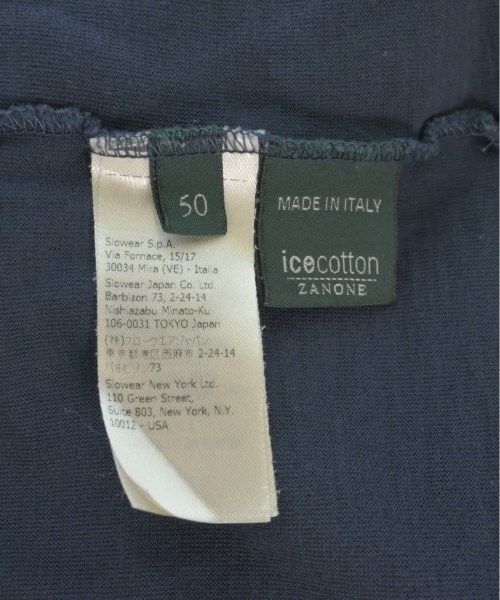 50
MADE IN ITALY
icecotton
ZANONE
Slowear S.p.A.
Via Fornace, 15/17
30034 Mira (VE) - Italia
Slowear Japan Co. Ltd.
Barbizon 73, 2-24-14
Nishiazabu Minato-Ku
106-0031 TOKYO Japan
(株)スローウエアジャパン
東京都港区西麻布 2-24-14
バルビゾン73
Slowear New York Ltd.
110 Green Street,
Suite 803, New York, N.Y.
10012 - USA